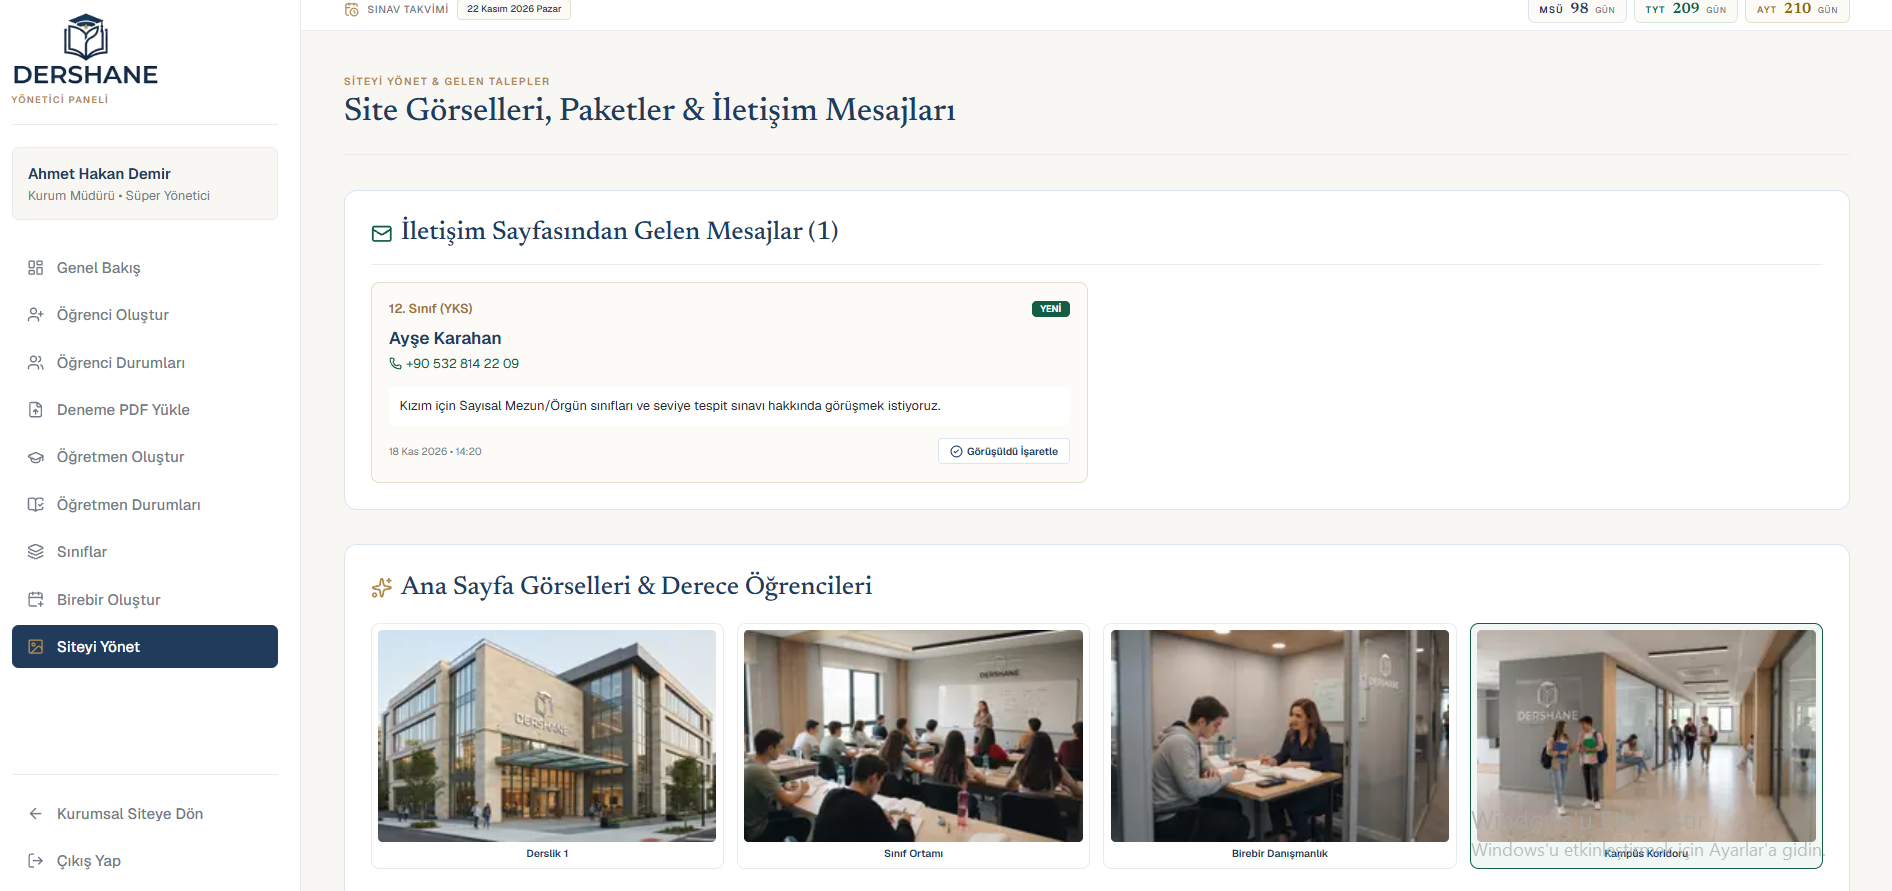 DERSHANE
YÖNETİCİ PANELİ
Ahmet Hakan Demir
Kurum Müdürü • Süper Yönetici
Genel Bakış
Öğrenci Oluştur
Öğrenci Durumları
Deneme PDF Yükle
Öğretmen Oluştur
Öğretmen Durumları
Sınıflar
Birebir Oluştur
Siteyi Yönet
Kurumsal Siteye Dön
Çıkış Yap
SINAV TAKVİMİ 22 Kasım 2026 Pazar
MSÜ 98 GÜN TYT 209 GÜN AYT 210 GÜN
SİTEYİ YÖNET & GELEN TALEPLER
Site Görselleri, Paketler & İletişim Mesajları
İletişim Sayfasından Gelen Mesajlar (1)
12. Sınıf (YKS) YENİ
Ayşe Karahan
+90 532 814 22 09
Kızım için Sayısal Mezun/Örgün sınıfları ve seviye tespit sınavı hakkında görüşmek istiyoruz.
18 Kas 2026 • 14:20 Görüşüldü İşaretle
Ana Sayfa Görselleri & Derece Öğrencileri
DERSHANE
DERSHANE
DERSHANE
DERSHANE
Derslik 1
Sınıf Ortamı
Birebir Danışmanlık
Kampüs Koridoru
Windows'u Etkinleştir
Windows'u etkinleştirmek için Ayarlar'a gidin.